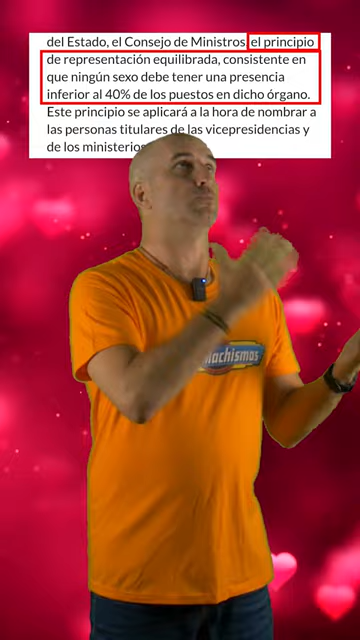 del Estado, el Consejo de Ministros el principio
de representación equilibrada, consistente en
que ningún sexo debe tener una presencia
inferior al 40% de los puestos en dicho órgano.
Este principio se aplicará a la hora de nombrar a
las personas titulares de las vicepresidencias y
de los ministerios
Machismos